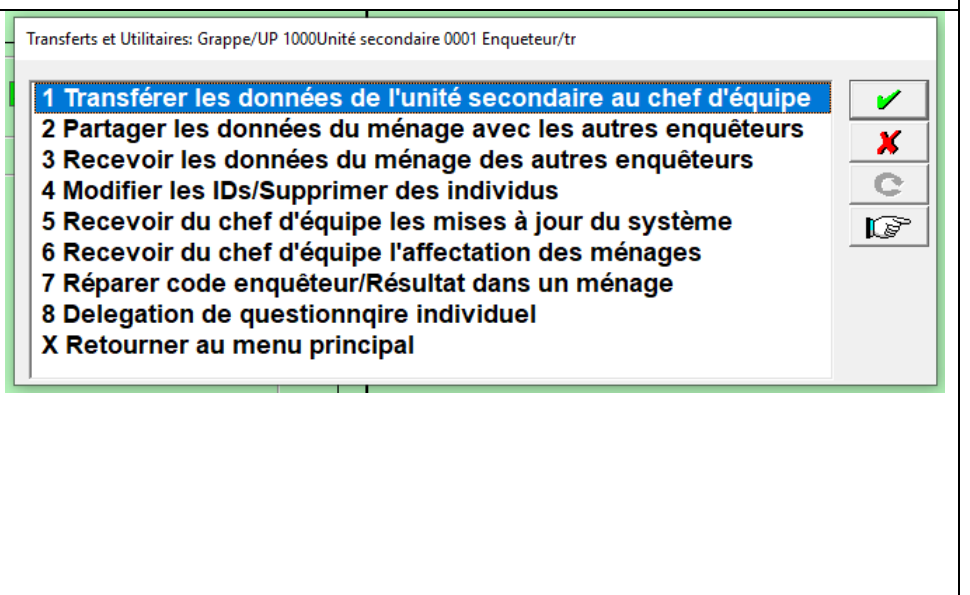 Transferts et Utilitaires: Grappe/UP 1000Unité secondaire 0001 Enqueteur/tr
1 Transférer les données de l'unité secondaire au chef d'équipe
2 Partager les données du ménage avec les autres enquêteurs
3 Recevoir les données du ménage des autres enquêteurs
4 Modifier les IDs/Supprimer des individus
5 Recevoir du chef d'équipe les mises à jour du système
6 Recevoir du chef d'équipe l'affectation des ménages
7 Réparer code enquêteur/Résultat dans un ménage
8 Delegation de questionnqire individuel
X Retourner au menu principal